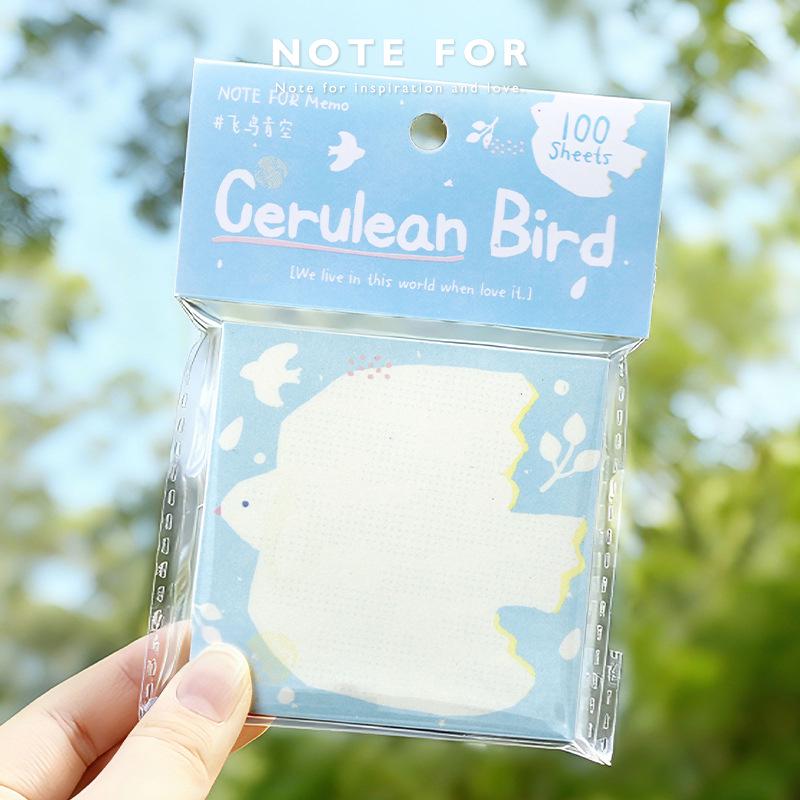 NOTE FOR
Note for inspiration and love.
NOTE FOR Memo
#飞鸟青空
100
Sheets
Cerulean Bird
[We live in this world when love it.]